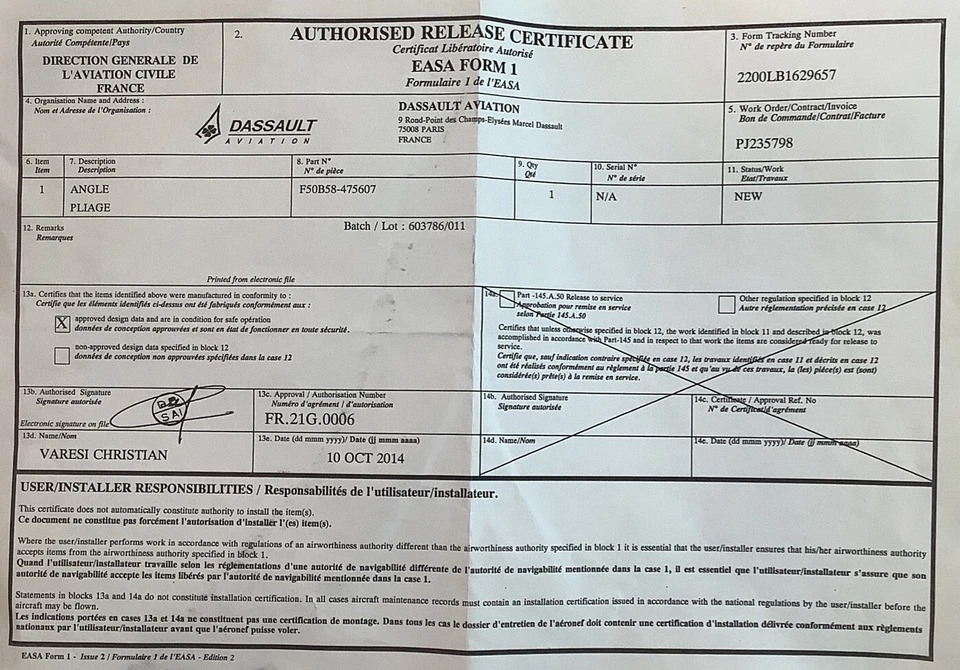 1. Approving competent Authority/Country
Autorité Compétente/Pays
DIRECTION GENERALE DE
L'AVIATION CIVILE
FRANCE
2.
AUTHORISED RELEASE CERTIFICATE
Certificat Libératoire Autorisé
EASA FORM 1
Formulaire 1 de l'EASA
3. Form Tracking Number
N° de repère du Formulaire
2200LB1629657
4. Organisation Name and Address :
Nom et Adresse de l'Organisation :
DASSAULT
AVIATION
DASSAULT AVIATION
9 Rond-Point des Champs-Elysées Marcel Dassault
75008 PARIS
FRANCE
5. Work Order/Contract/Invoice
Bon de Commande/Contrat/Facture
PJ235798
6. Item
Item
7. Description
Description
8. Part N°
N° de pièce
9. Qty
Qté
10. Serial N°
N° de série
11. Status/Work
Etat/Travaux
1
ANGLE
PLIAGE
F50B58-475607
1
N/A
NEW
12. Remarks
Remarques
Batch / Lot : 603786/011
Printed from electronic file
13a. Certifies that the items identified above were manufactured in conformity to :
Certifie que les éléments identifiés ci-dessus ont été fabriqués conformément aux :
X
approved design data and are in condition for safe operation
données de conception approuvées et sont en état de fonctionner en toute sécurité.
non-approved design data specified in block 12
données de conception non approuvées spécifiées dans la case 12
14a.
Part -145.A.50 Release to service
Approbation pour remise en service
selon Partie 145.A.50
Other regulation specified in block 12
Autre réglementation précisée en case 12
Certifies that unless otherwise specified in block 12, the work identified in block 11 and described in block 12, was
accomplished in accordance with Part-145 and in respect to that work the items are considered ready for release to
service.
Certifie que, sauf indication contraire spécifiée en case 12, les travaux identifiés en case 11 et décrits en case 12
ont été réalisés conformément au règlement à la partie 145 et qu'au vu de ces travaux, la (les) pièce(s) est (sont)
considérée(s) prête(s) à la remise en service.
13b. Authorised Signature
Signature autorisée
Electronic signature on file
SAI
13c. Approval / Authorisation Number
Numéro d'agrément / d'autorisation
FR.21G.0006
14b. Authorised Signature
Signature autorisée
14c. Certificate / Approval Ref. No
N° de Certificat/d'agrément
13d. Name/Nom
VARESI CHRISTIAN
13e. Date (dd mmm yyyy)/ Date (jj mmm aaaa)
10 OCT 2014
14d. Name/Nom
14e. Date (dd mmm yyyy)/ Date (jj mmm aaaa)
USER/INSTALLER RESPONSIBILITIES / Responsabilités de l'utilisateur/installateur.
This certificate does not automatically constitute authority to install the item(s).
Ce document ne constitue pas forcément l'autorisation d'installer l'(es) item(s).
Where the user/installer performs work in accordance with regulations of an airworthiness authority different than the airworthiness authority specified in block 1 it is essential that the user/installer ensures that his/her airworthiness authority
accepts items from the airworthiness authority specified in block 1.
Quand l'utilisateur/installateur travaille selon les réglementations d'une autorité de navigabilité différente de l'autorité de navigabilité mentionnée dans la case 1, il est essentiel que l'utilisateur/installateur s'assure que son
autorité de navigabilité accepte les items libérés par l'autorité de navigabilité mentionnée dans la case 1.
Statements in blocks 13a and 14a do not constitute installation certification. In all cases aircraft maintenance records must contain an installation certification issued in accordance with the national regulations by the user/installer before the
aircraft may be flown.
Les indications portées en cases 13a et 14a ne constituent pas une certification de montage. Dans tous les cas le dossier d'entretien de l'aéronef doit contenir une certification d'installation délivrée conformément aux règlements
nationaux par l'utilisateur/installateur avant que l'aéronef puisse voler.
EASA Form 1 - Issue 2 / Formulaire 1 de l'EASA - Edition 2